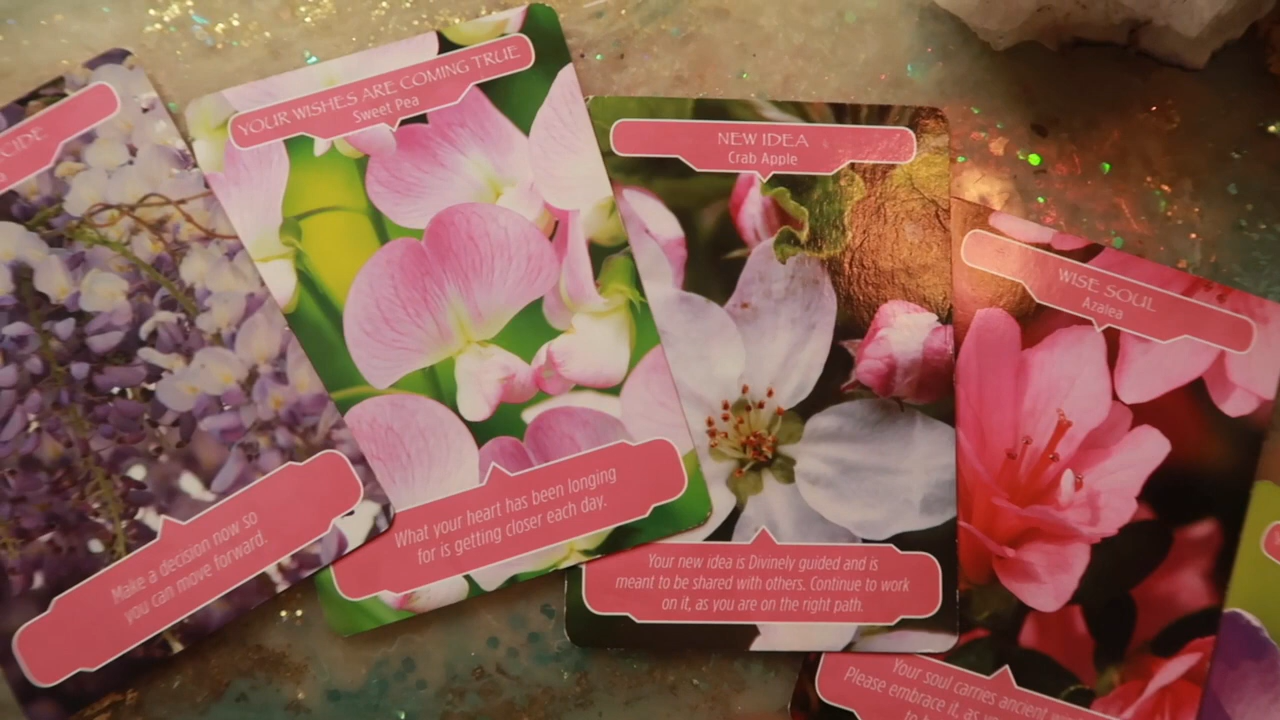 CIDE
Make a decision now so
you can move forward.
YOUR WISHES ARE COMING TRUE
Sweet Pea
What your heart has been longing
for is getting closer each day.
NEW IDEA
Crab Apple
Your new idea is Divinely guided and is
meant to be shared with others. Continue to work
on it, as you are on the right path.
WISE SOUL
Azalea
Your soul carries ancient
Please embrace it, as